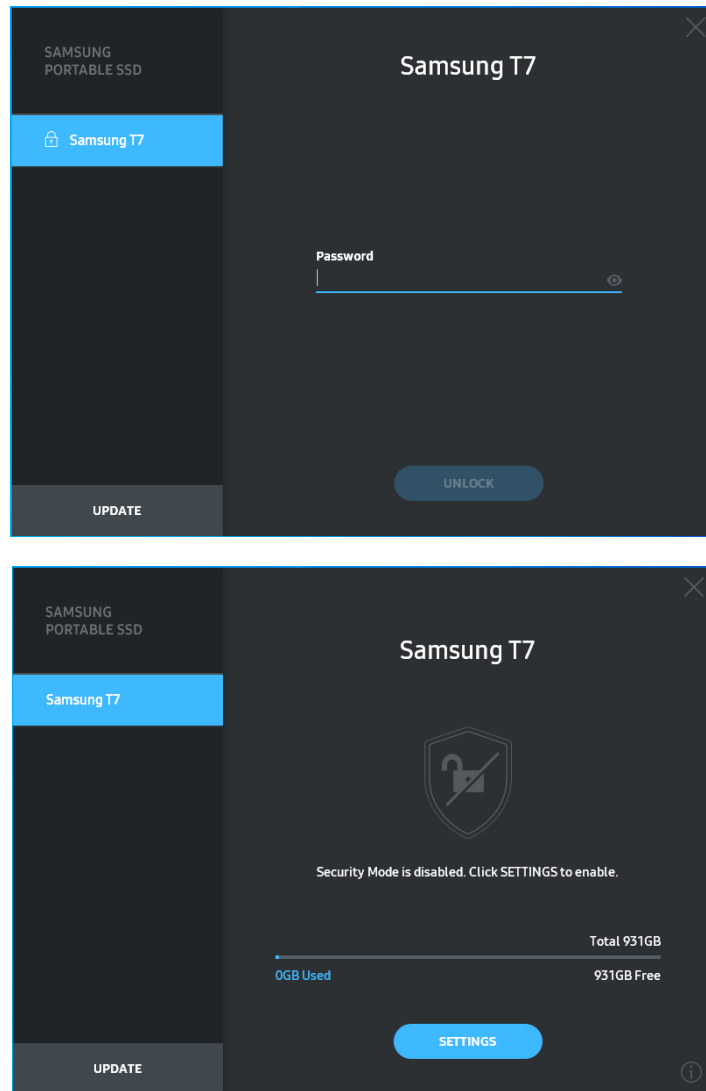 SAMSUNG
PORTABLE SSD
Samsung T7
Samsung T7
Password
UNLOCK
UPDATE
SAMSUNG
PORTABLE SSD
Samsung T7
Samsung T7
Security Mode is disabled. Click SETTINGS to enable.
Total 931GB
0GB Used
931GB Free
SETTINGS
UPDATE